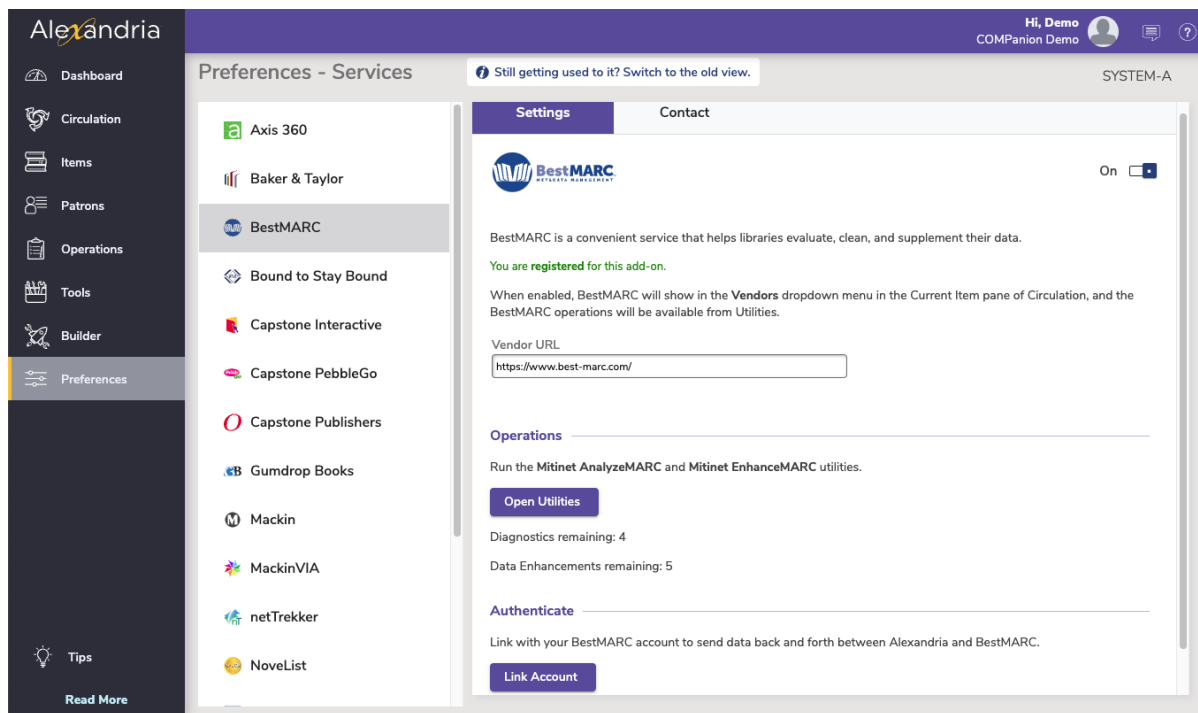 Alexandria
Hi, Demo
COMPanion Demo
Dashboard
Circulation
Items
Patrons
Operations
Tools
Builder
Preferences
Tips
Read More
Preferences - Services
Still getting used to it? Switch to the old view.
SYSTEM-A
Axis 360
Baker & Taylor
BestMARC
Bound to Stay Bound
Capstone Interactive
Capstone PebbleGo
Capstone Publishers
Gumdrop Books
Mackin
MackinVIA
netTrekker
NoveList
Settings
Contact
BestMARC
METADATA MANAGEMENT
On
BestMARC is a convenient service that helps libraries evaluate, clean, and supplement their data.
You are registered for this add-on.
When enabled, BestMARC will show in the Vendors dropdown menu in the Current Item pane of Circulation, and the
BestMARC operations will be available from Utilities.
Vendor URL
https://www.best-marc.com/
Operations
Run the Mitinet AnalyzeMARC and Mitinet EnhanceMARC utilities.
Open Utilities
Diagnostics remaining: 4
Data Enhancements remaining: 5
Authenticate
Link with your BestMARC account to send data back and forth between Alexandria and BestMARC.
Link Account